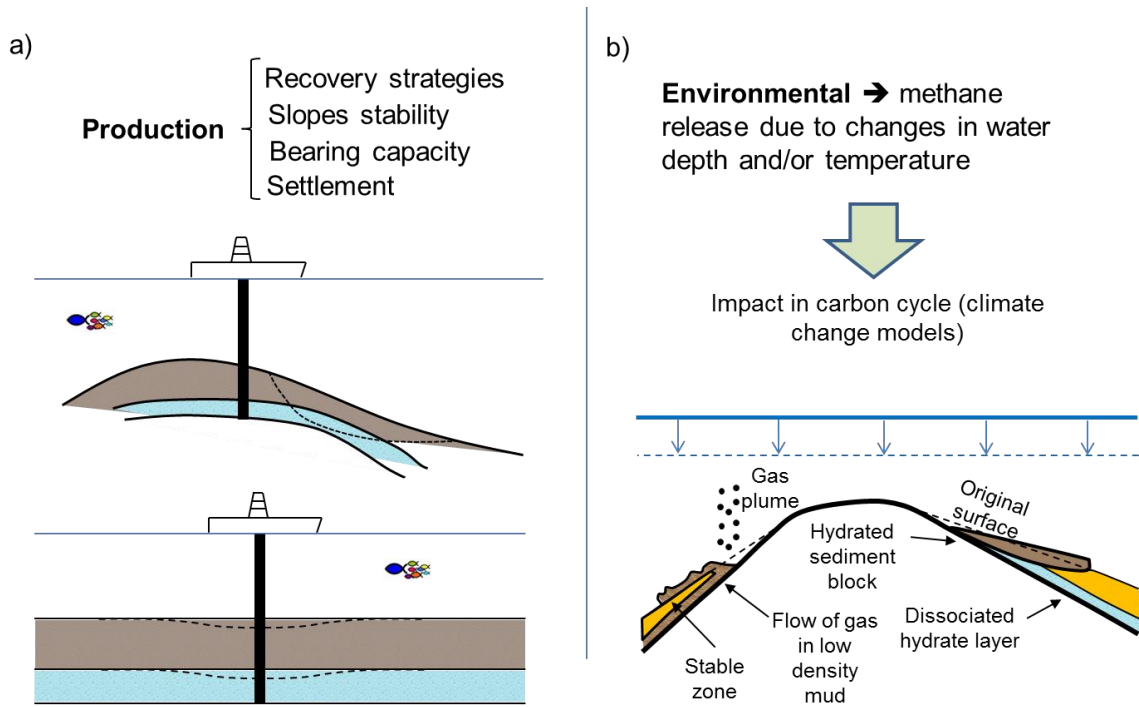 a)
Production
Recovery strategies
Slopes stability
Bearing capacity
Settlement
b)
Environmental ➔ methane
release due to changes in water
depth and/or temperature
Impact in carbon cycle (climate
change models)
Gas
plume
Original
surface
Hydrated
sediment
block
Dissociated
hydrate layer
Flow of gas
in low
density
mud
Stable
zone